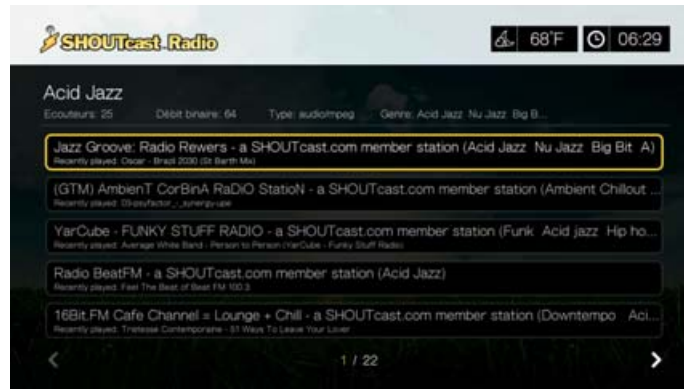 SHOUTcast Radio
68°F 06:29
Acid Jazz
Ecouteurs: 25 Débit binaire: 64 Type: audio/mpeg Genre: Acid Jazz Nu Jazz Big B...
Jazz Groove: Radio Rewers - a SHOUTcast.com member station (Acid Jazz Nu Jazz Big Bit A)
Recently played: Oscar - Brazil 2030 (St Barth Mix)
(GTM) AmbienT CorBinA RaDiO StatioN - a SHOUTcast.com member station (Ambient Chillout ...
Recently played: 05-psyfactor_-_synergy-upe
YarCube - FUNKY STUFF RADIO - a SHOUTcast.com member station (Funk Acid jazz Hip ho...
Recently played: Average White Band - Person to Person (YarCube - Funky Stuff Radio)
Radio BeatFM - a SHOUTcast.com member station (Acid Jazz)
Recently played: Feel The Beat of Beat FM 100.3
16Bit.FM Cafe Channel = Lounge + Chill - a SHOUTcast.com member station (Downtempo Aci...
Recently played: Tristesse Contemporaine - 51 Ways To Leave Your Lover
1 / 22